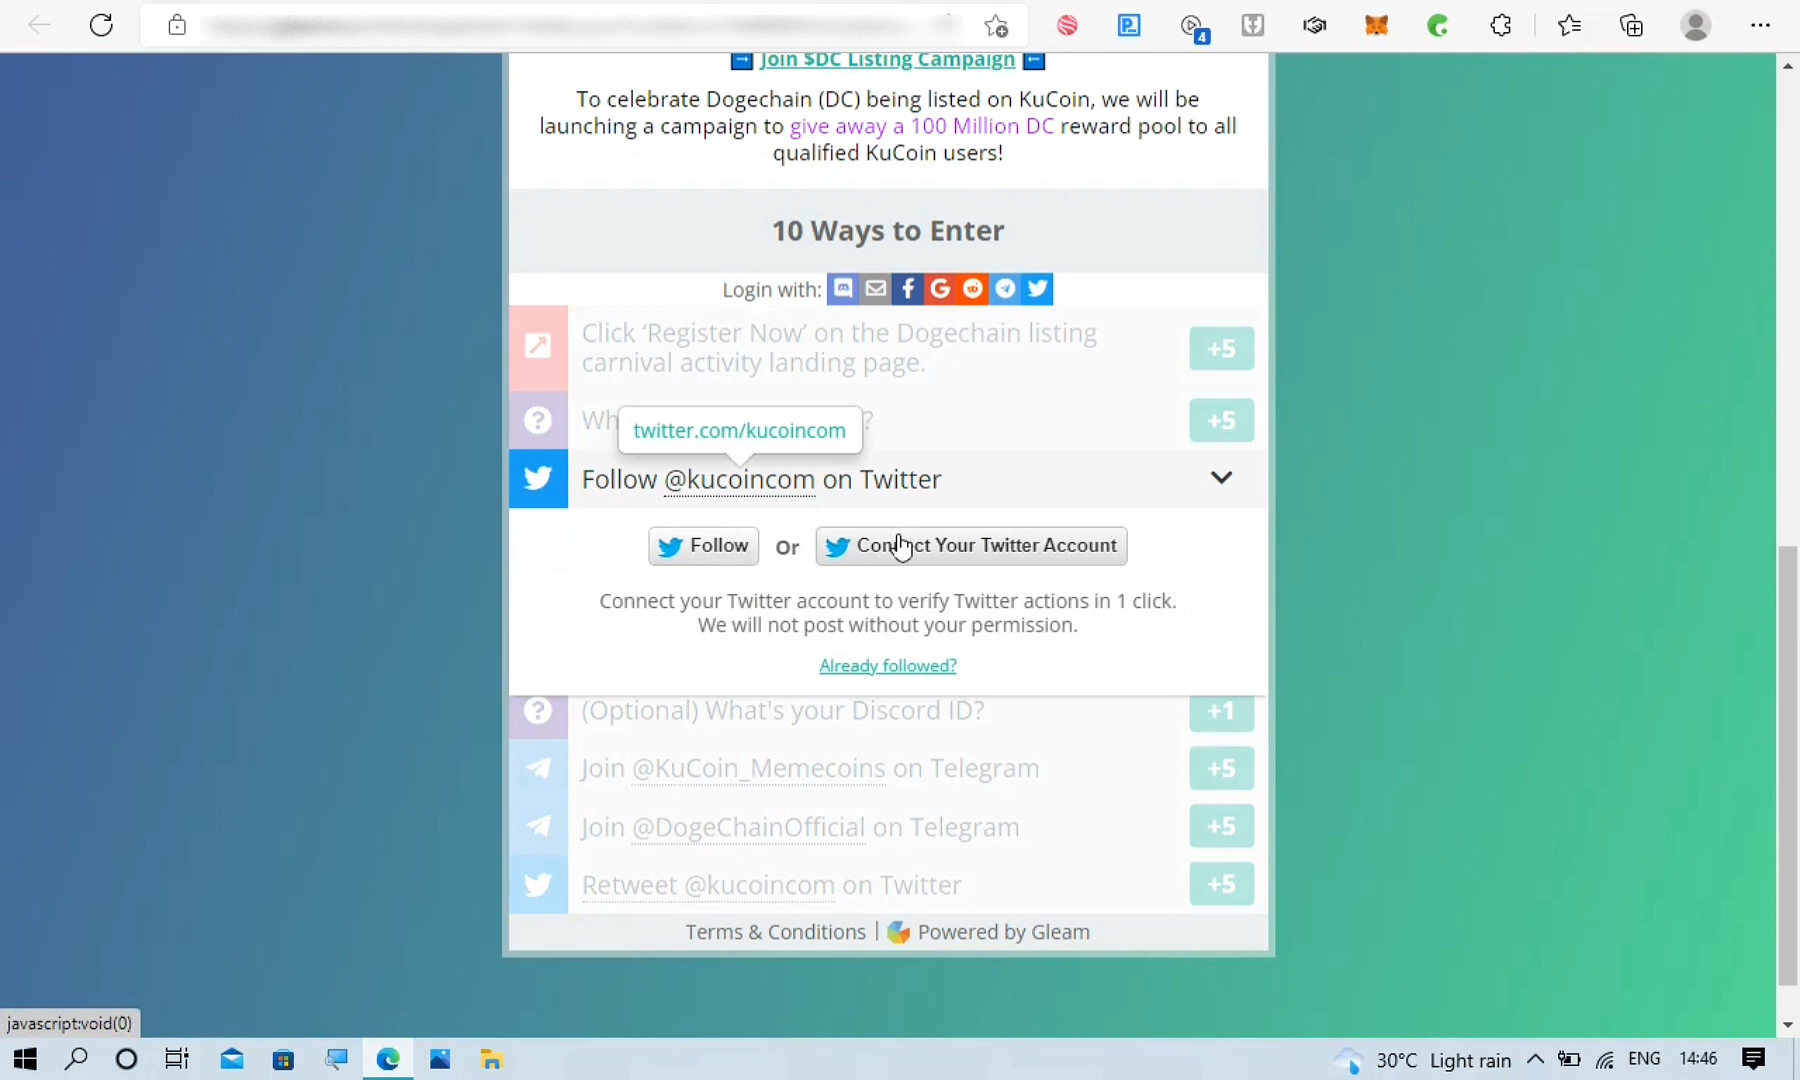 4
Join $DC Listing Campaign
To celebrate Dogechain (DC) being listed on KuCoin, we will be
launching a campaign to give away a 100 Million DC reward pool to all
qualified KuCoin users!
10 Ways to Enter
Login with:
Click ‘Register Now’ on the Dogechain listing
carnival activity landing page.
+5
Wh ?
+5
twitter.com/kucoincom
Follow @kucoincom on Twitter
Follow Or Connect Your Twitter Account
Connect your Twitter account to verify Twitter actions in 1 click.
We will not post without your permission.
Already followed?
(Optional) What's your Discord ID? +1
Join @KuCoin_Memecoins on Telegram +5
Join @DogeChainOfficial on Telegram +5
Retweet @kucoincom on Twitter +5
Terms & Conditions | Powered by Gleam
javascript:void(0)
30°C Light rain ENG 14:46